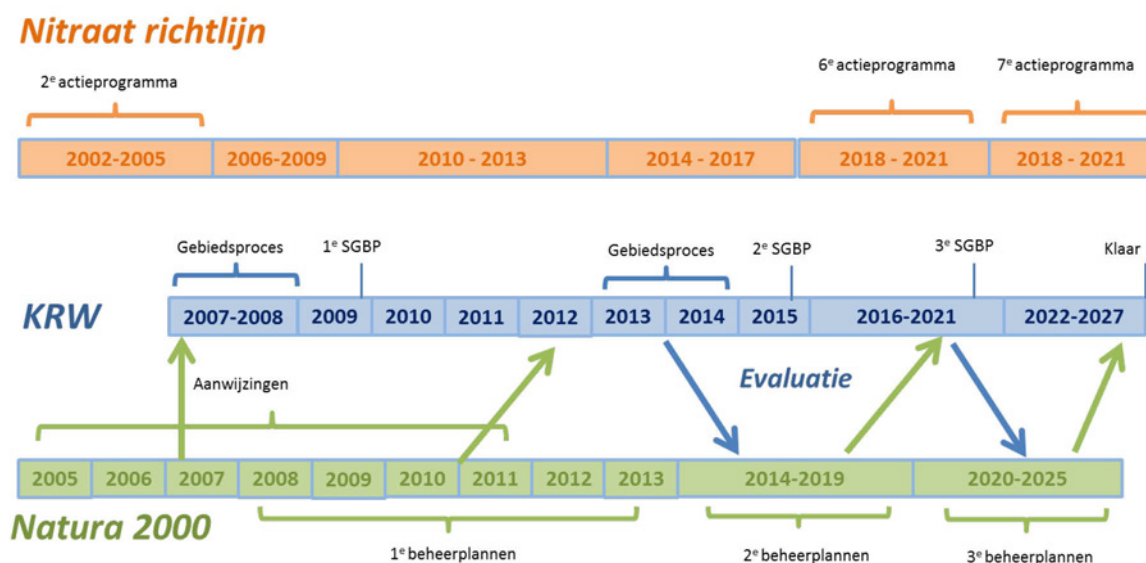 Nitraat richtlijn
2e actieprogramma
6e actieprogramma
7e actieprogramma
2002-2005 2006-2009 2010 - 2013 2014 - 2017 2018 - 2021 2018 - 2021
Gebiedsproces
1e SGBP
Gebiedsproces
2e SGBP
3e SGBP
Klaar
KRW
2007-2008 2009 2010 2011 2012 2013 2014 2015 2016-2021 2022-2027
Evaluatie
Aanwijzingen
2005 2006 2007 2008 2009 2010 2011 2012 2013 2014-2019 2020-2025
Natura 2000
1e beheerplannen
2e beheerplannen
3e beheerplannen